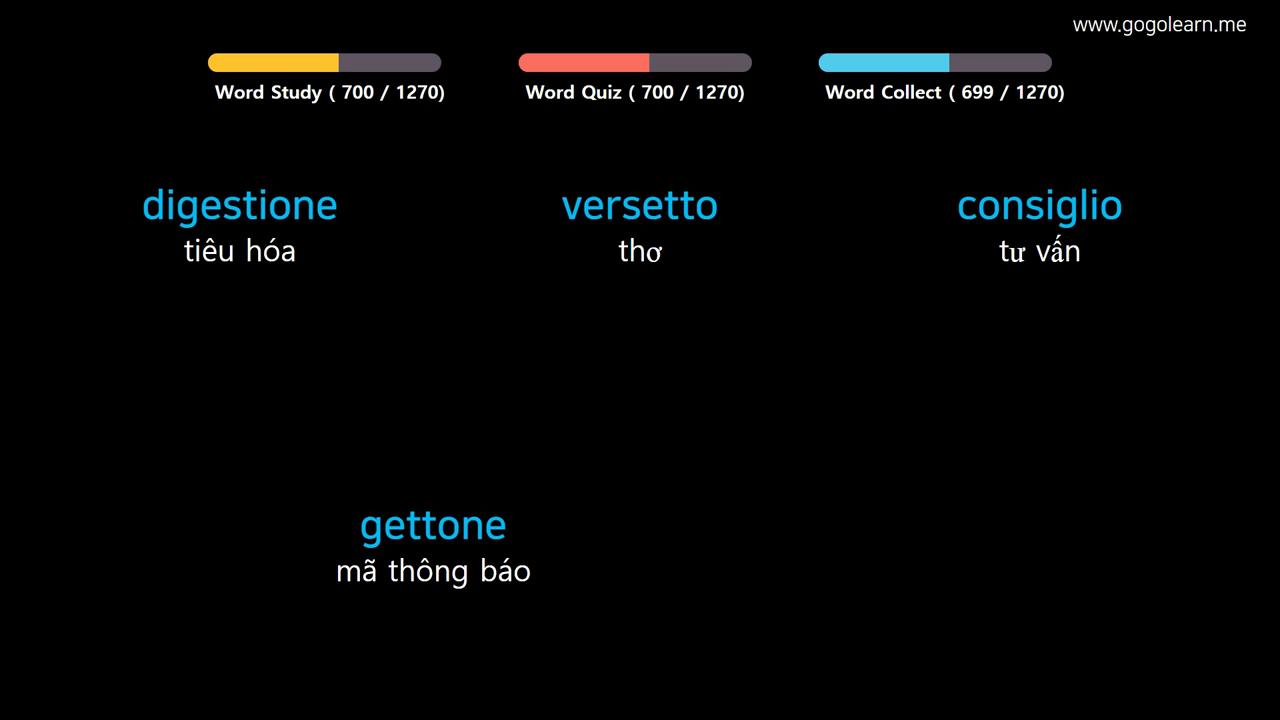 www.gogolearn.me
Word Study ( 700 / 1270)
Word Quiz ( 700 / 1270)
Word Collect ( 699 / 1270)
digestione
tiêu hóa
versetto
thơ
consiglio
tư vấn
gettone
mã thông báo